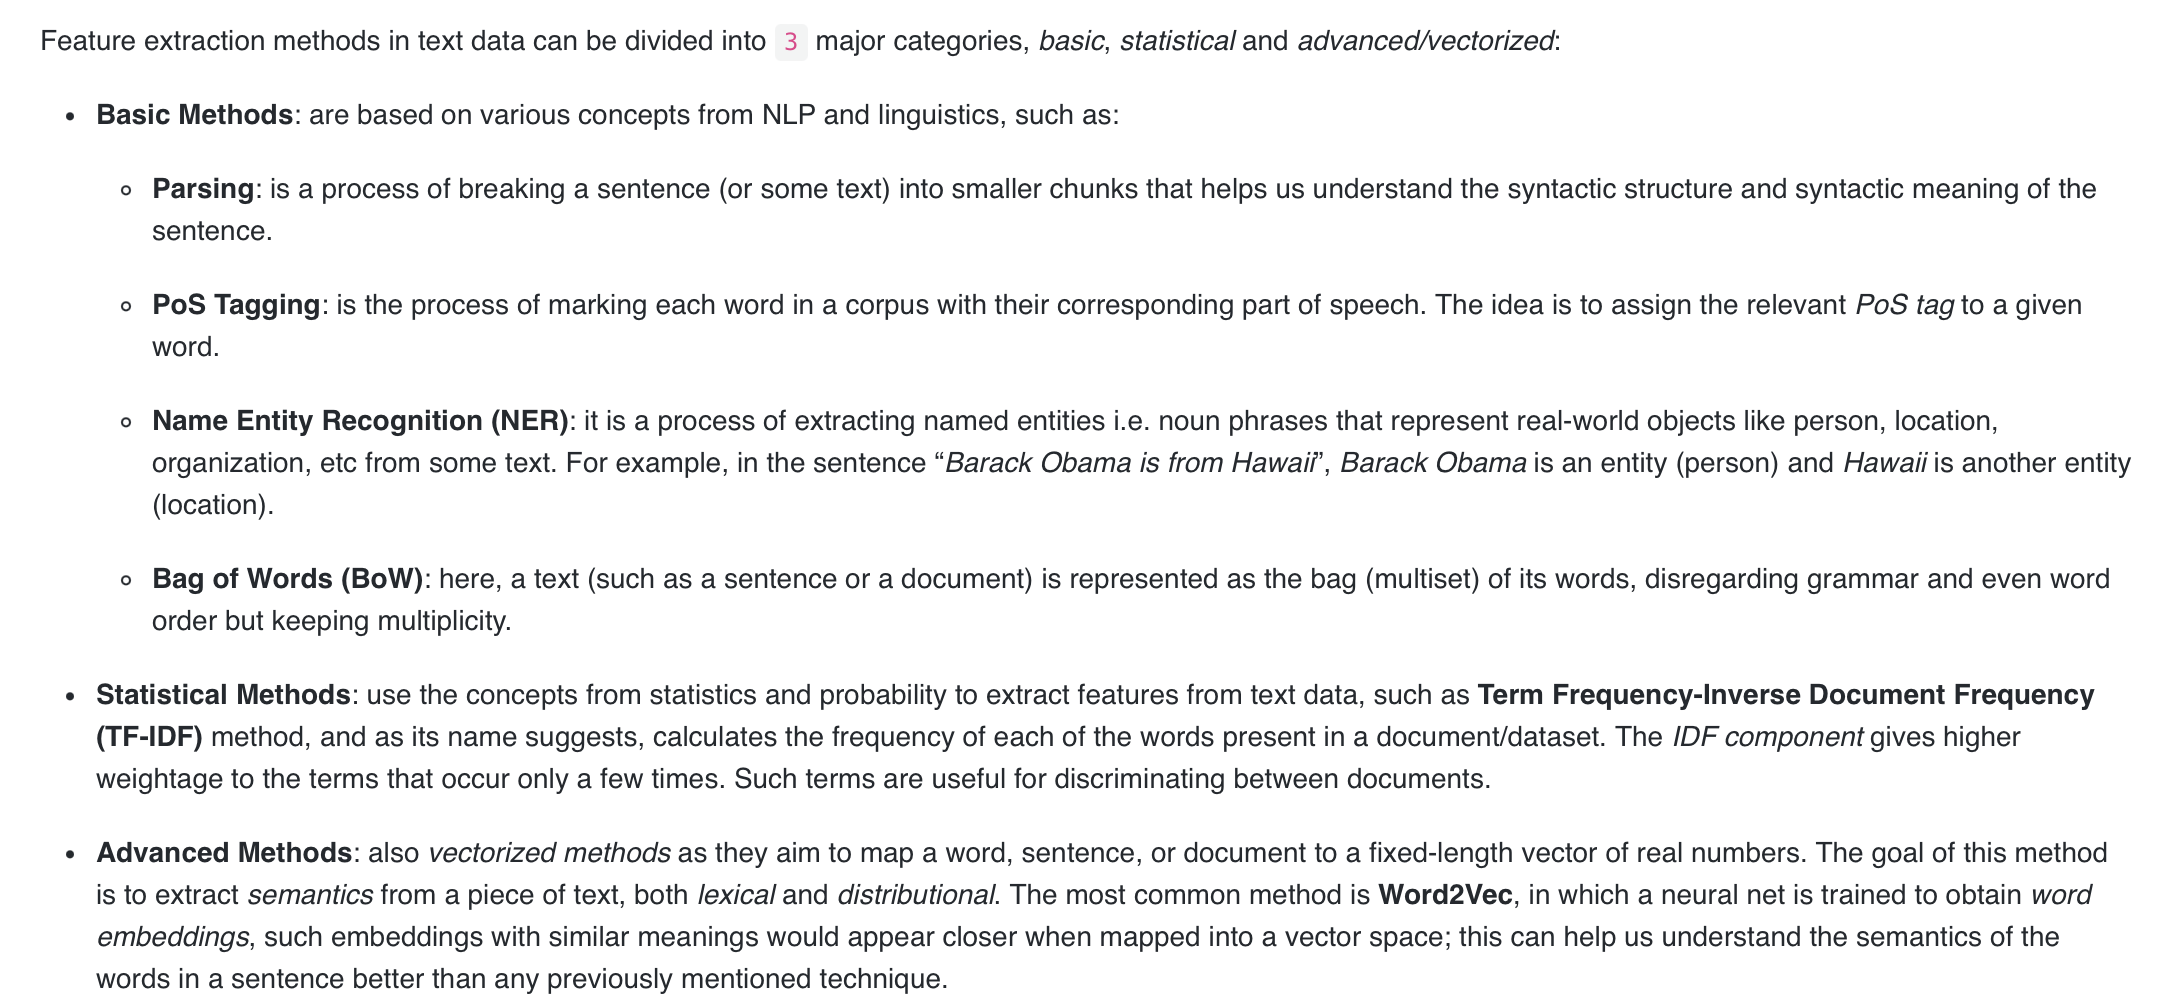 Feature extraction methods in text data can be divided into 3 major categories, basic, statistical and advanced/vectorized:
• Basic Methods: are based on various concepts from NLP and linguistics, such as:
◦ Parsing: is a process of breaking a sentence (or some text) into smaller chunks that helps us understand the syntactic structure and syntactic meaning of the
sentence.
◦ PoS Tagging: is the process of marking each word in a corpus with their corresponding part of speech. The idea is to assign the relevant PoS tag to a given
word.
◦ Name Entity Recognition (NER): it is a process of extracting named entities i.e. noun phrases that represent real-world objects like person, location,
organization, etc from some text. For example, in the sentence “Barack Obama is from Hawaii”, Barack Obama is an entity (person) and Hawaii is another entity
(location).
◦ Bag of Words (BoW): here, a text (such as a sentence or a document) is represented as the bag (multiset) of its words, disregarding grammar and even word
order but keeping multiplicity.
• Statistical Methods: use the concepts from statistics and probability to extract features from text data, such as Term Frequency-Inverse Document Frequency
(TF-IDF) method, and as its name suggests, calculates the frequency of each of the words present in a document/dataset. The IDF component gives higher
weightage to the terms that occur only a few times. Such terms are useful for discriminating between documents.
• Advanced Methods: also vectorized methods as they aim to map a word, sentence, or document to a fixed-length vector of real numbers. The goal of this method
is to extract semantics from a piece of text, both lexical and distributional. The most common method is Word2Vec, in which a neural net is trained to obtain word
embeddings, such embeddings with similar meanings would appear closer when mapped into a vector space; this can help us understand the semantics of the
words in a sentence better than any previously mentioned technique.